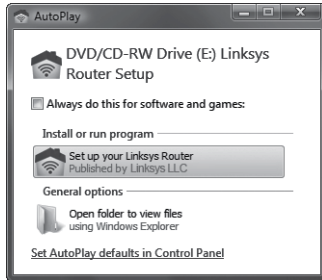 AutoPlay
DVD/CD-RW Drive (E:) Linksys
Router Setup
Always do this for software and games:
Install or run program
Set up your Linksys Router
Published by Linksys LLC
General options
Open folder to view files
using Windows Explorer
Set AutoPlay defaults in Control Panel